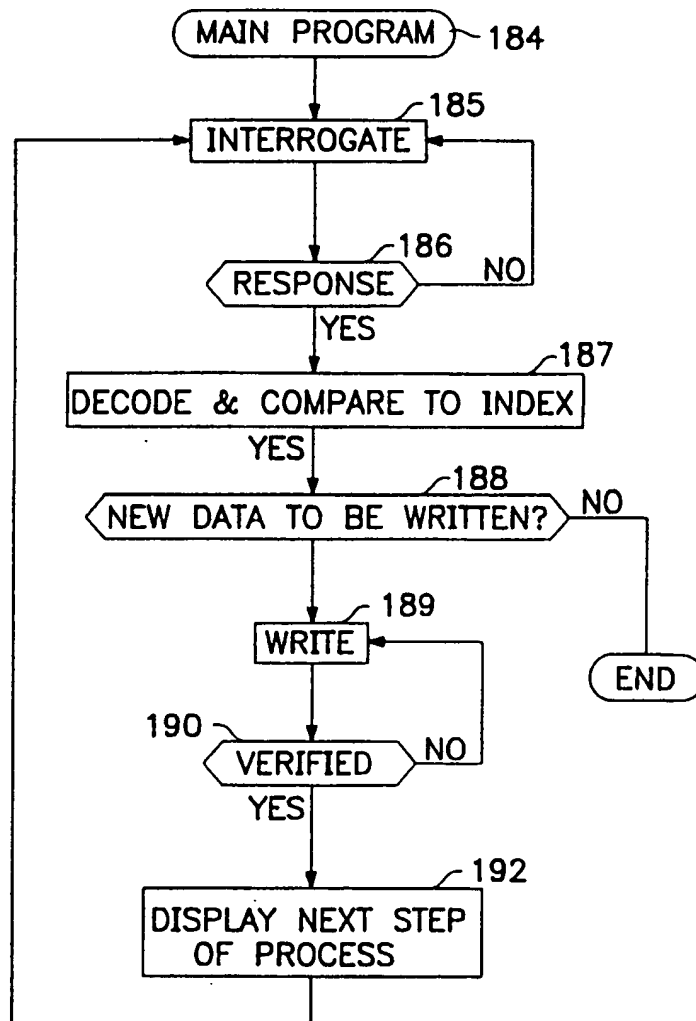 MAIN PROGRAM
184
185
INTERROGATE
186
RESPONSE
NO
YES
187
DECODE & COMPARE TO INDEX
YES
188
NEW DATA TO BE WRITTEN?
NO
189
WRITE
END
190
VERIFIED
NO
YES
192
DISPLAY NEXT STEP
OF PROCESS